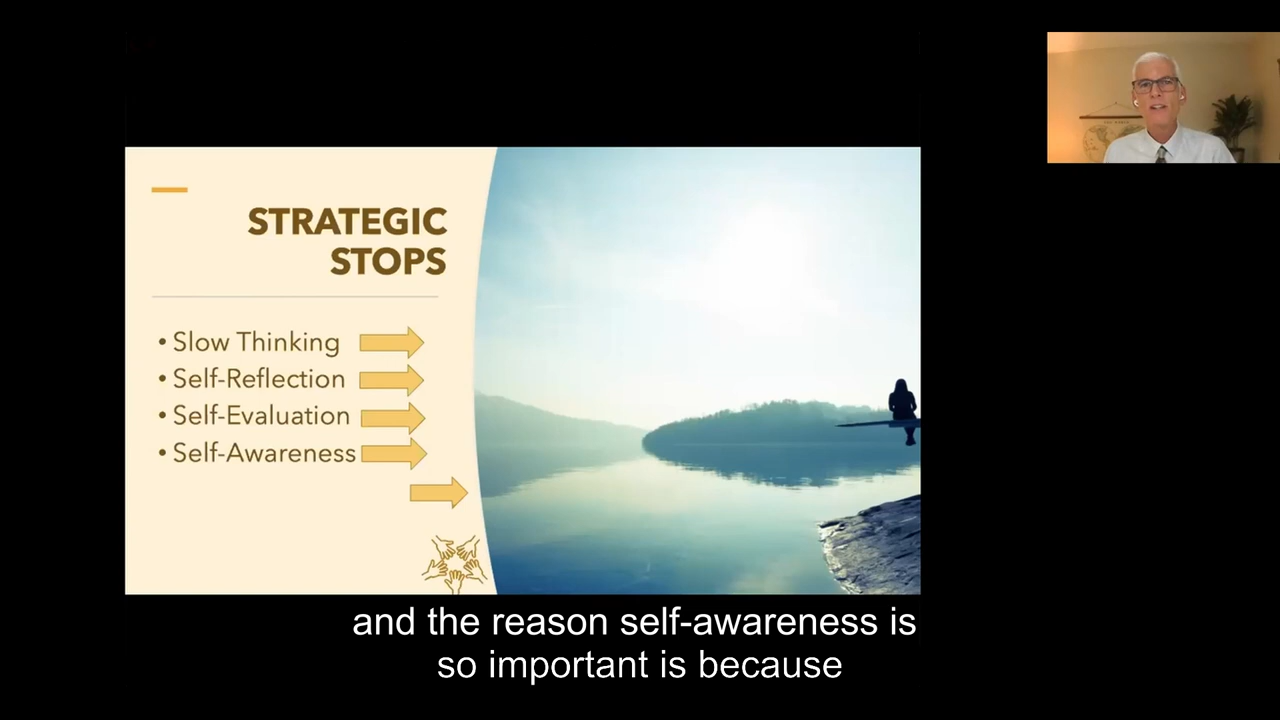 STRATEGIC
STOPS
• Slow Thinking
• Self-Reflection
• Self-Evaluation
• Self-Awareness
and the reason self-awareness is
so important is because